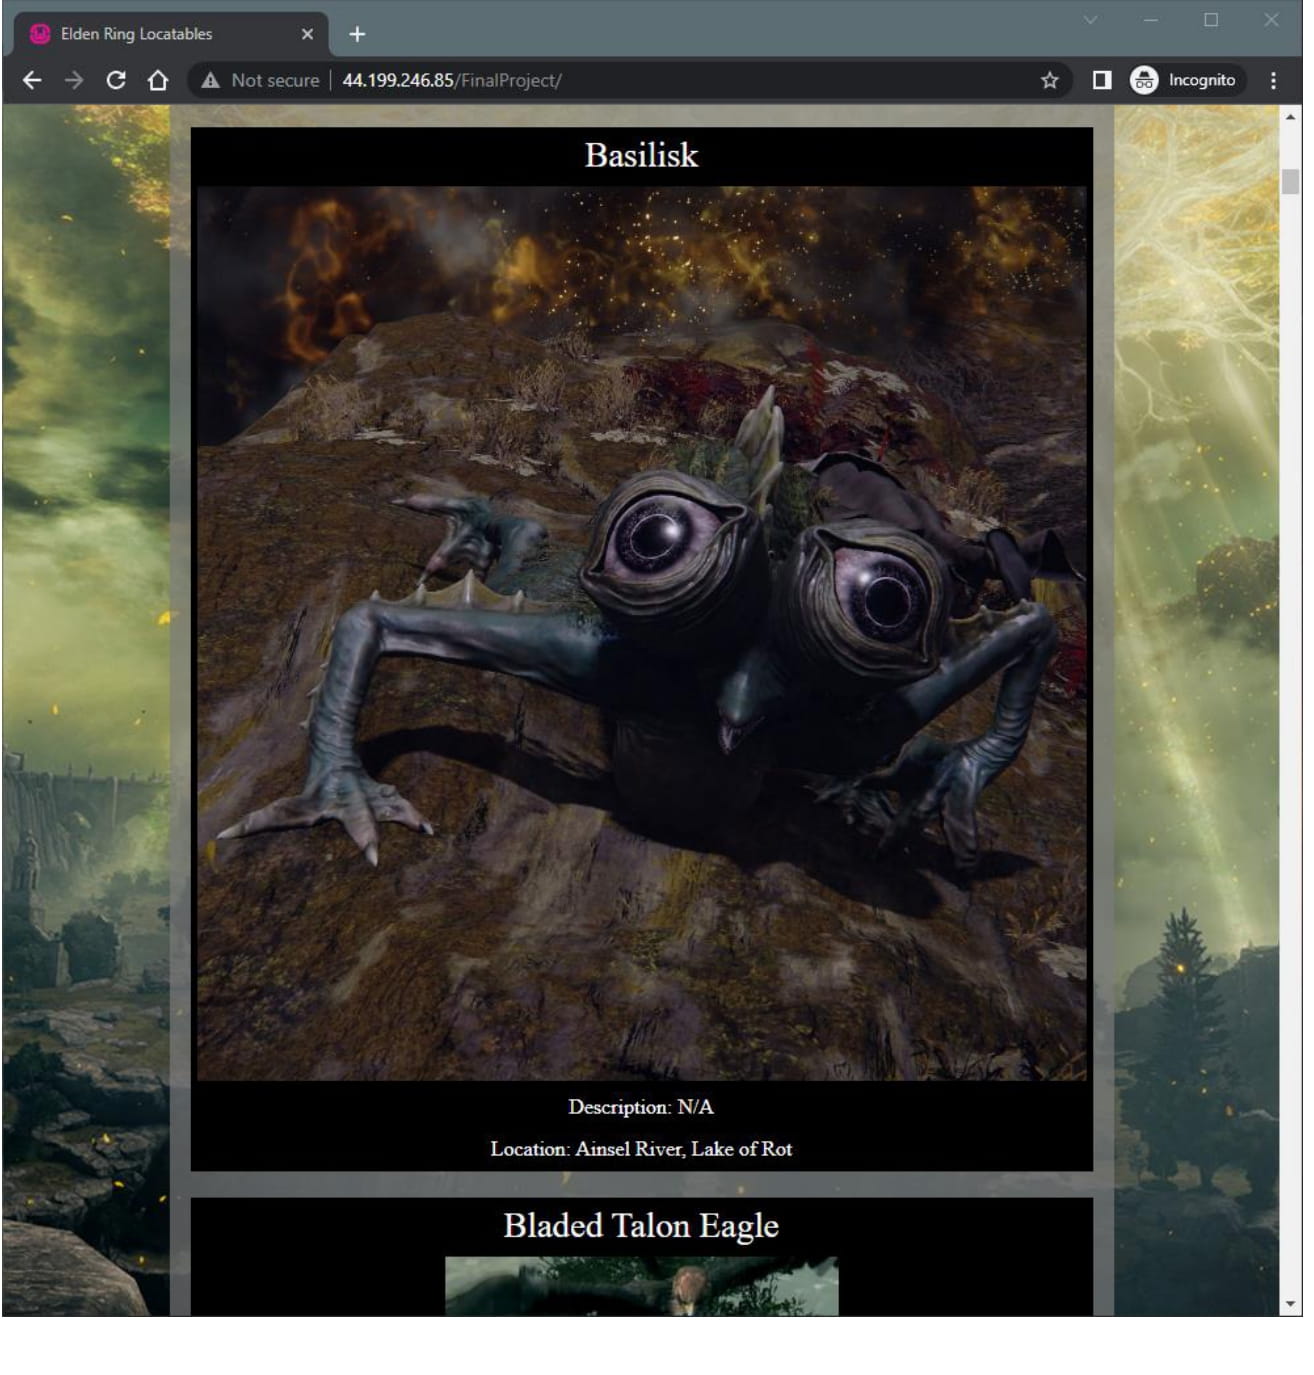 Elden Ring Locatables
Not secure | 44.199.246.85/FinalProject/
Incognito
Basilisk
Description: N/A
Location: Ainsel River, Lake of Rot
Bladed Talon Eagle